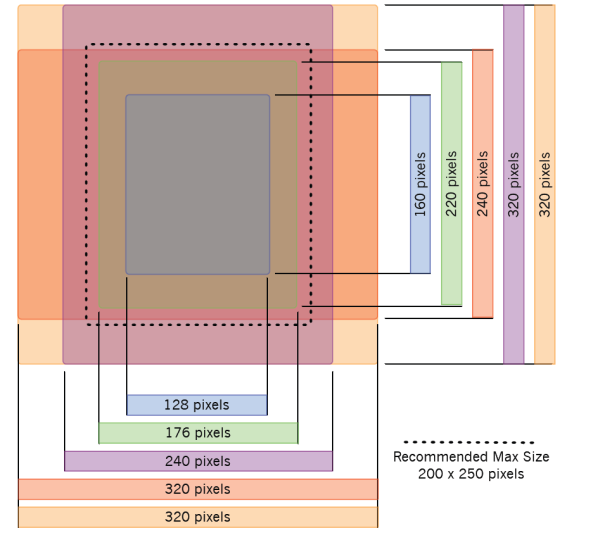 160 pixels
220 pixels
240 pixels
320 pixels
320 pixels
128 pixels
176 pixels
240 pixels
320 pixels
320 pixels
Recommended Max Size
200 x 250 pixels